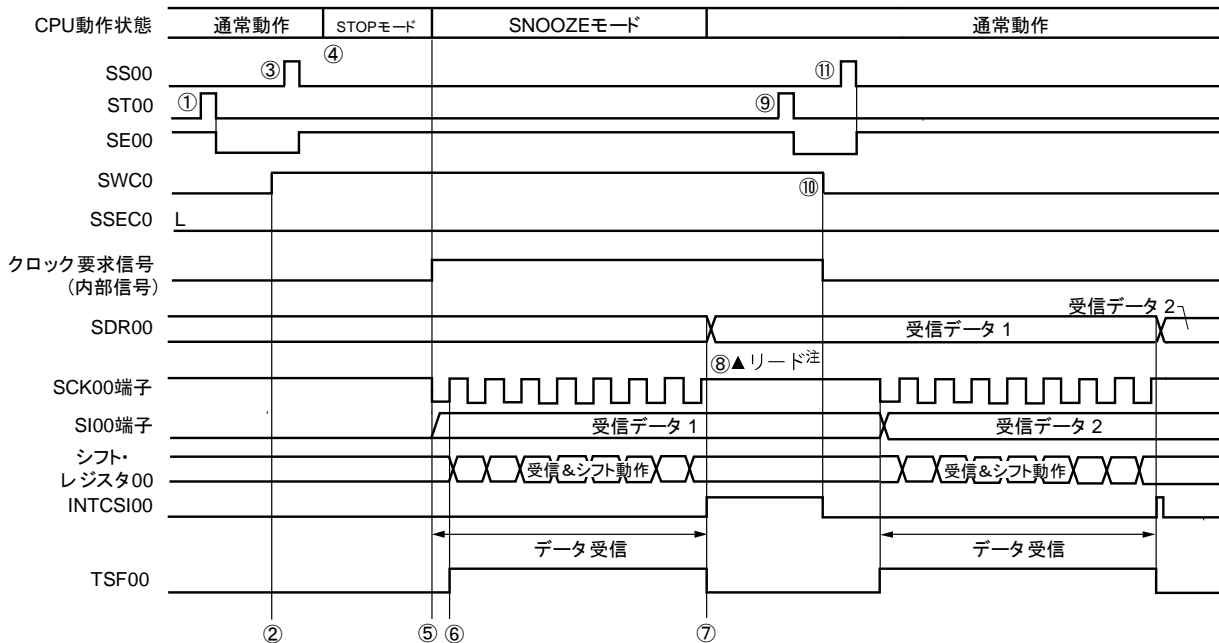 CPU動作状態 通常動作 STOPモード SNOOZEモード 通常動作
④
SS00 ③ ⑪
ST00 ① ⑨
SE00
SWC0 ⑩
SSEC0 L
クロック要求信号
(内部信号)
受信データ 2
SDR00 受信データ 1
⑧▲リード注
SCK00端子
SI00端子 受信データ 1 受信データ 2
シフト・
レジスタ00 受信&シフト動作 受信&シフト動作
INTCSI00
データ受信 データ受信
TSF00
② ⑤ ⑥ ⑦